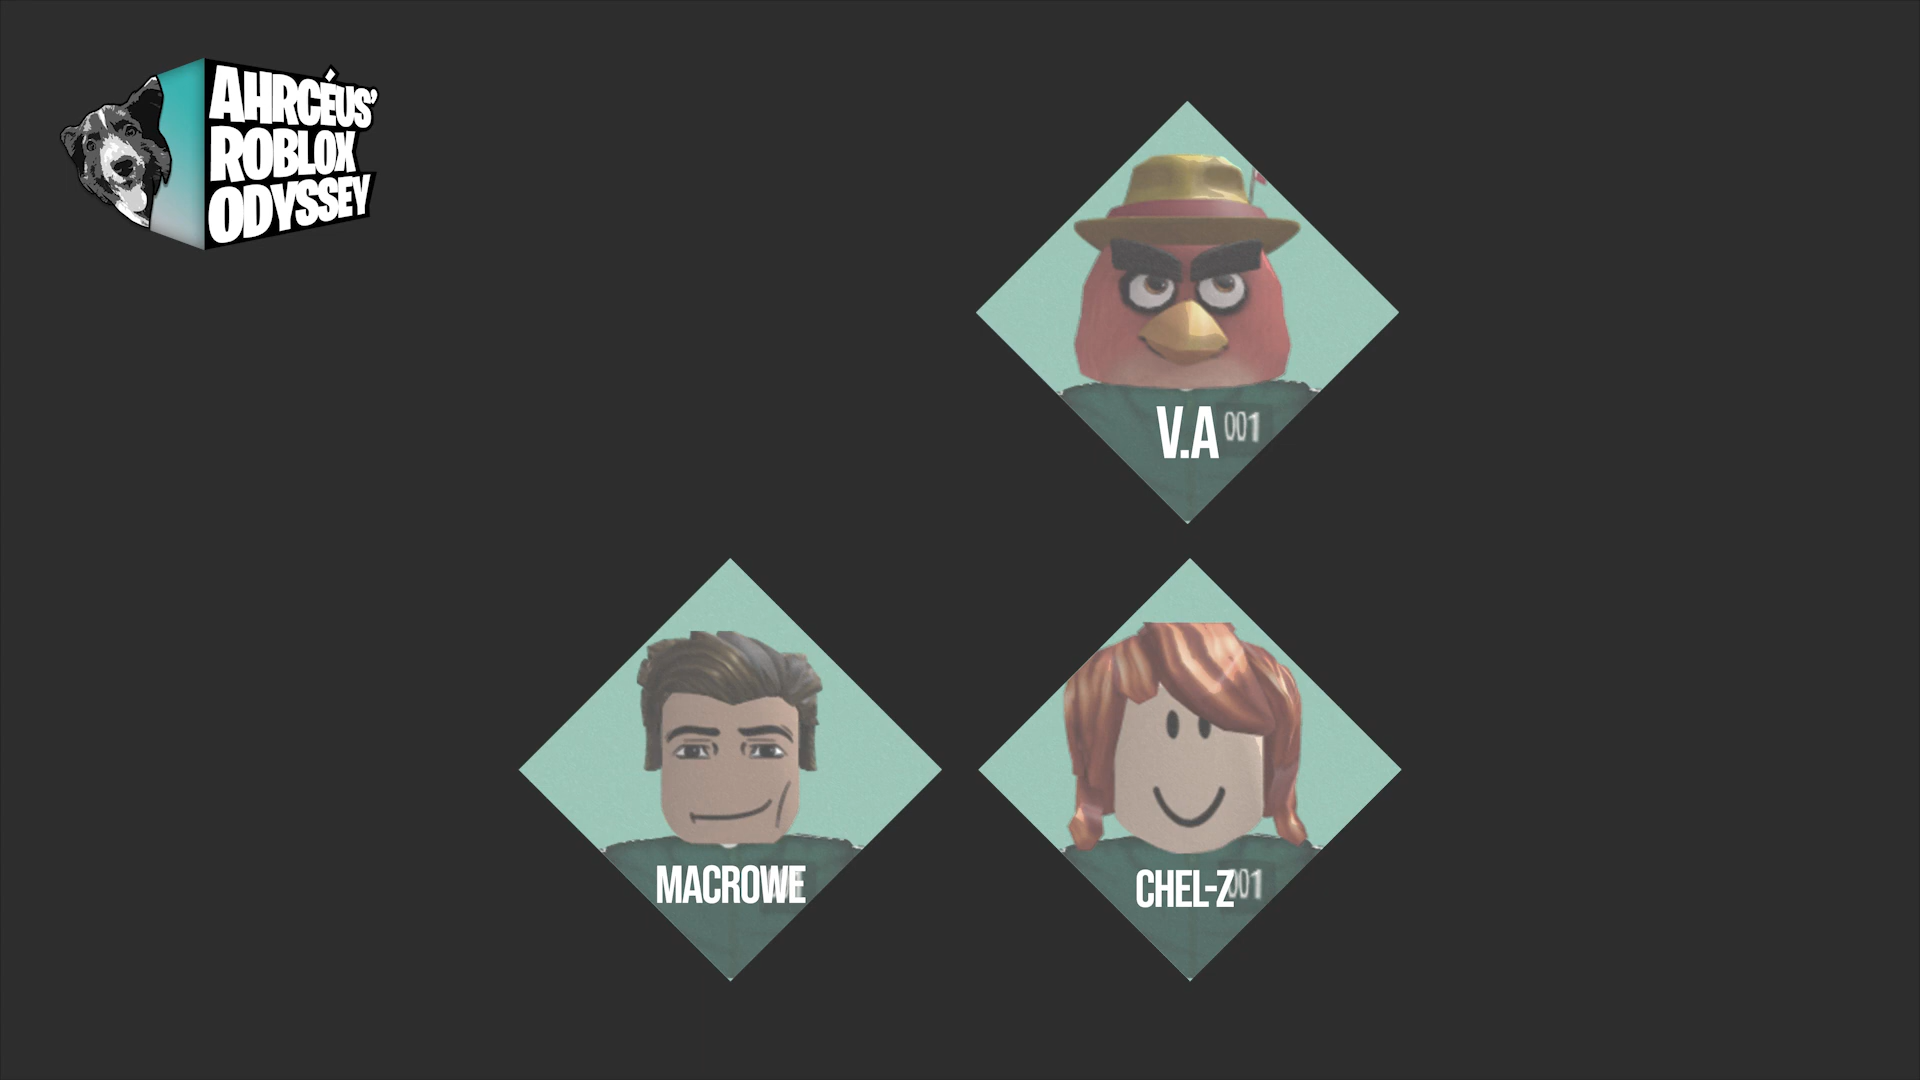 AHRCÉUS'
ROBLOX
ODYSSEY
V.A
001
MACROWE
CHEL-Z
001